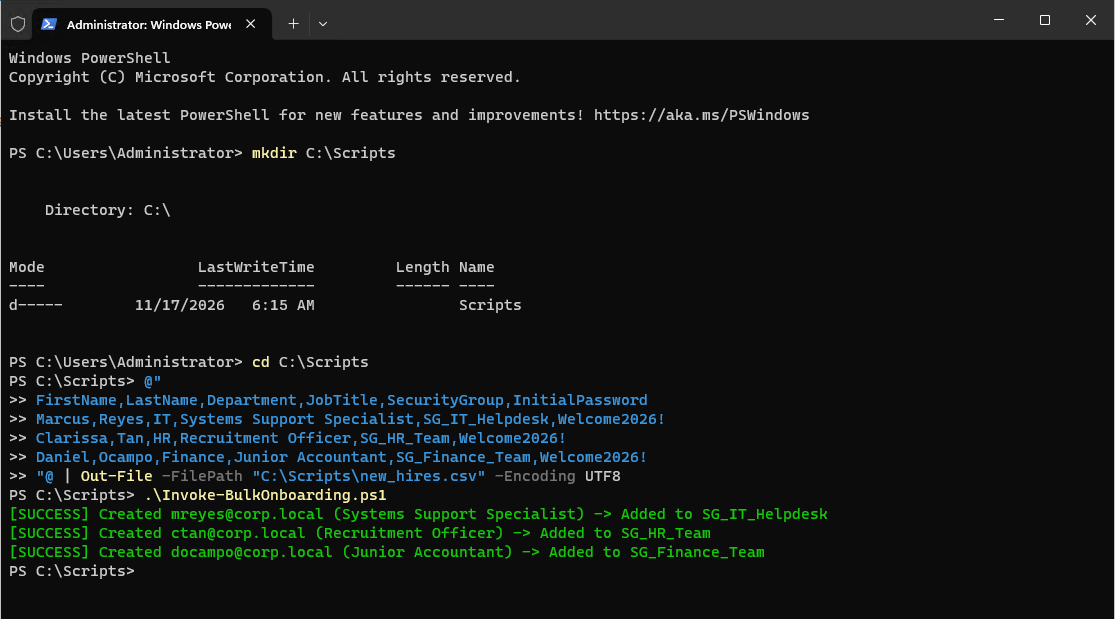 Administrator: Windows Powe
Windows PowerShell
Copyright (C) Microsoft Corporation. All rights reserved.
Install the latest PowerShell for new features and improvements! https://aka.ms/PSWindows
PS C:\Users\Administrator> mkdir C:\Scripts
    Directory: C:\
Mode                 LastWriteTime         Length Name
----                 -------------         ------ ----
d-----        11/17/2026   6:15 AM                Scripts
PS C:\Users\Administrator> cd C:\Scripts
PS C:\Scripts> @"
>> FirstName,LastName,Department,JobTitle,SecurityGroup,InitialPassword
>> Marcus,Reyes,IT,Systems Support Specialist,SG_IT_Helpdesk,Welcome2026!
>> Clarissa,Tan,HR,Recruitment Officer,SG_HR_Team,Welcome2026!
>> Daniel,Ocampo,Finance,Junior Accountant,SG_Finance_Team,Welcome2026!
>> "@ | Out-File -FilePath "C:\Scripts\new_hires.csv" -Encoding UTF8
PS C:\Scripts> .\Invoke-BulkOnboarding.ps1
[SUCCESS] Created mreyes@corp.local (Systems Support Specialist) -> Added to SG_IT_Helpdesk
[SUCCESS] Created ctan@corp.local (Recruitment Officer) -> Added to SG_HR_Team
[SUCCESS] Created docampo@corp.local (Junior Accountant) -> Added to SG_Finance_Team
PS C:\Scripts>